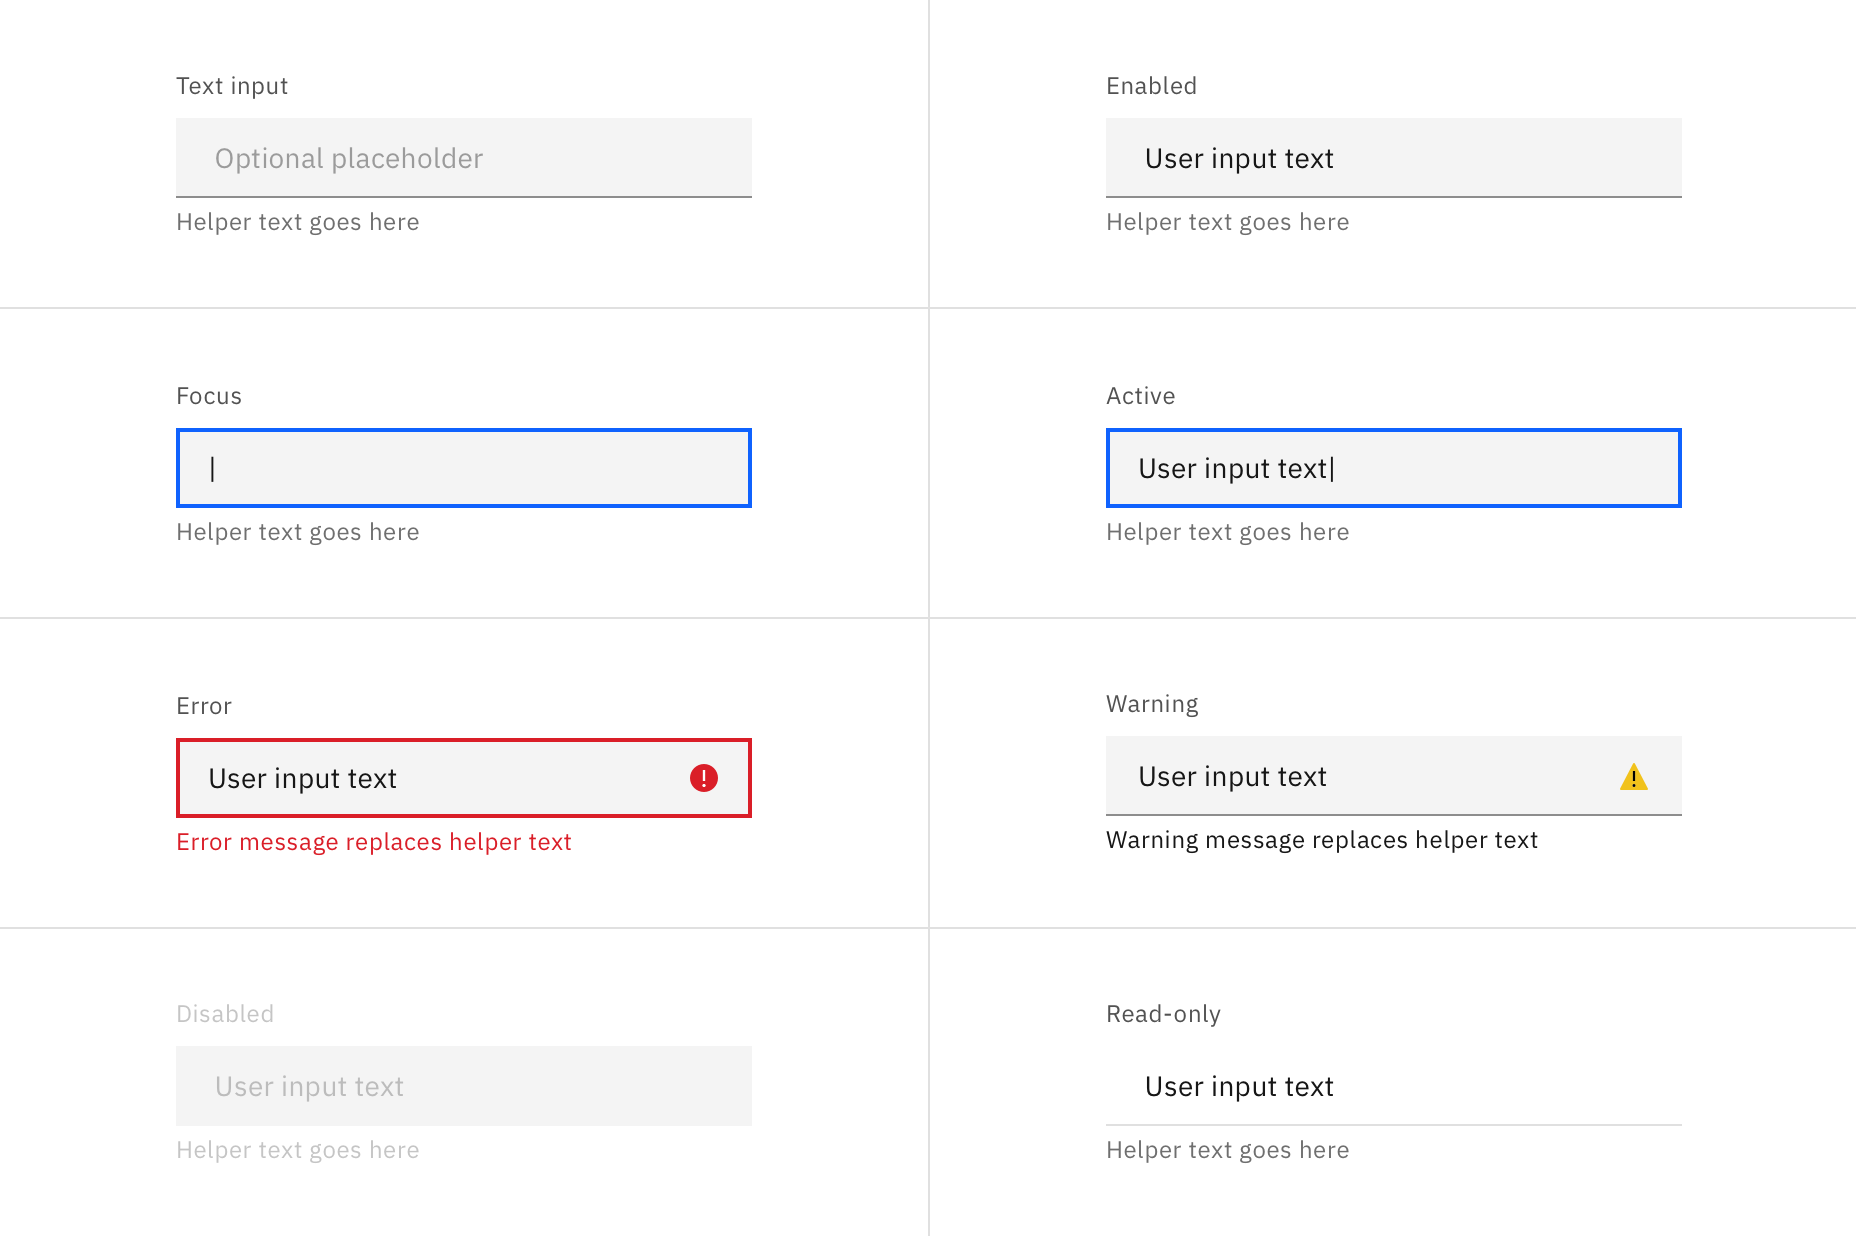 Text input
Optional placeholder
Helper text goes here
Enabled
User input text
Helper text goes here
Focus
Helper text goes here
Active
User input text
Helper text goes here
Error
User input text
Error message replaces helper text
Warning
User input text
Warning message replaces helper text
Disabled
User input text
Helper text goes here
Read-only
User input text
Helper text goes here